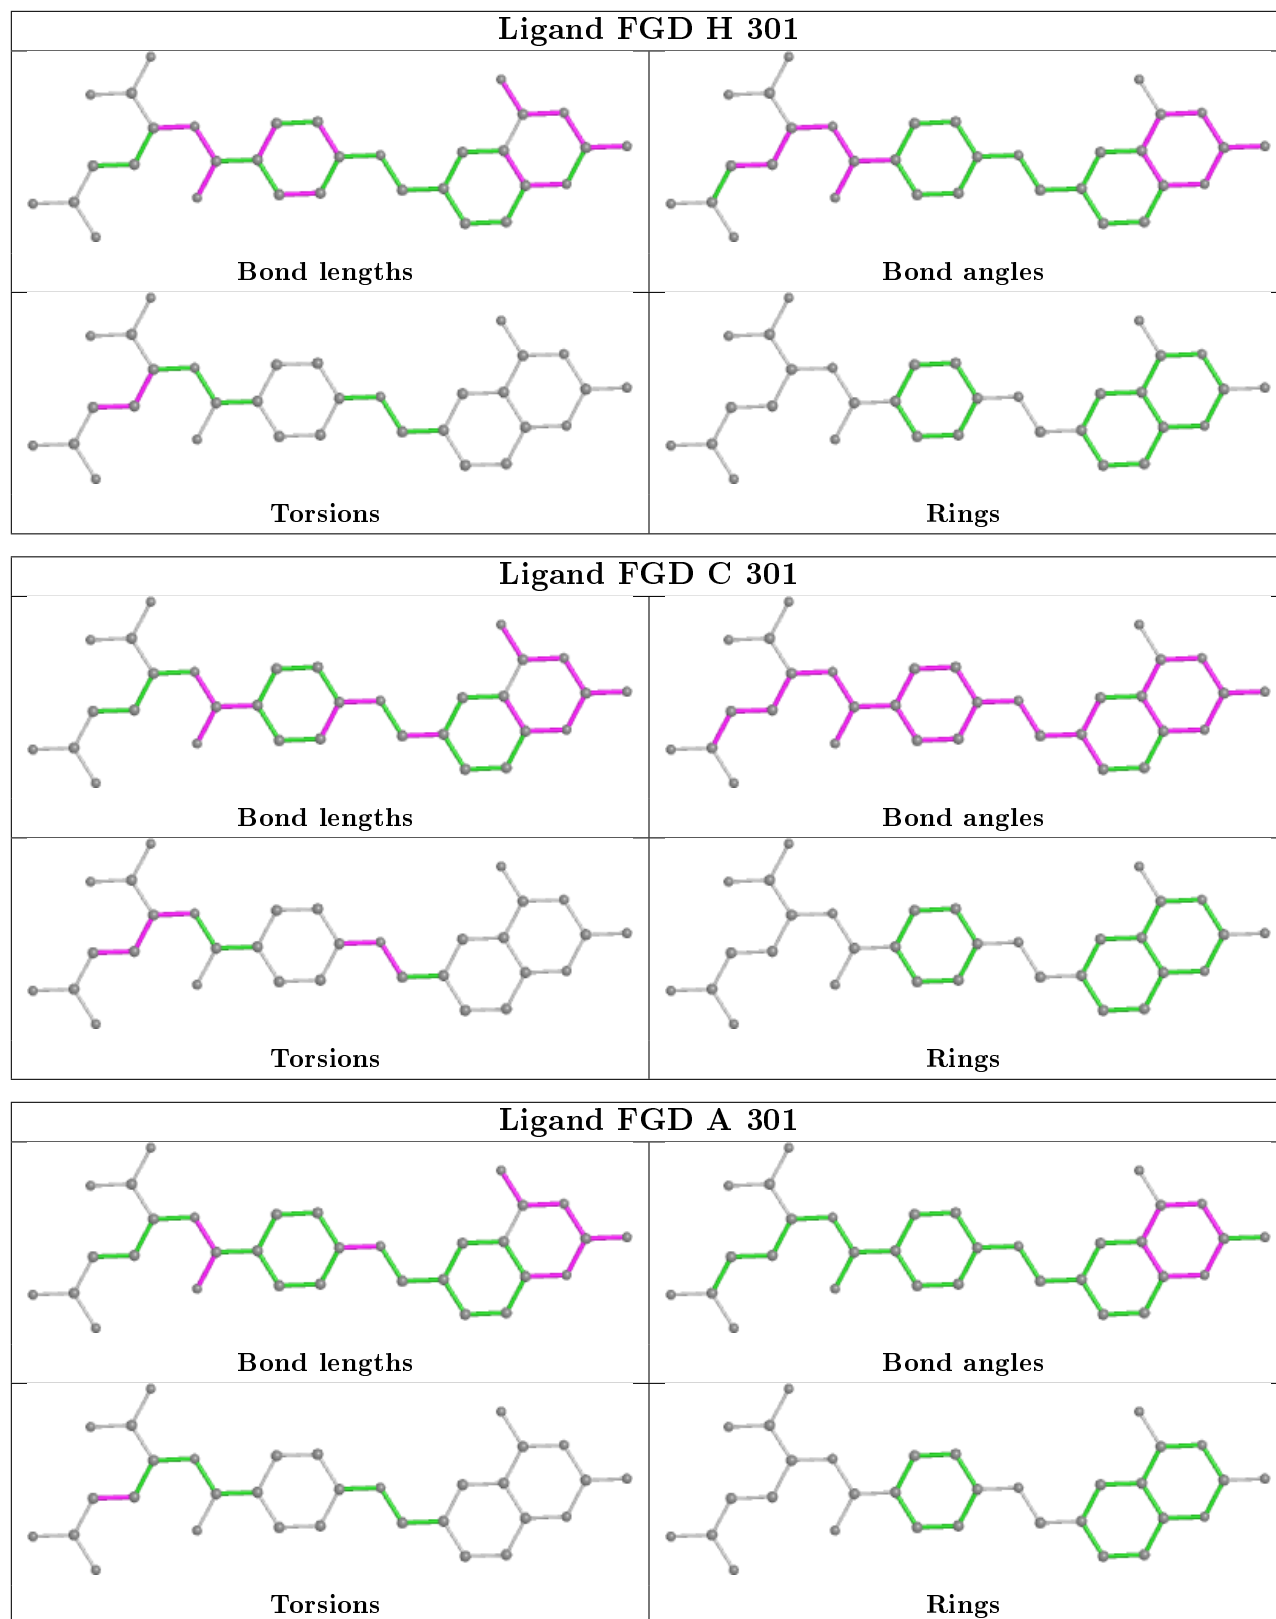 Ligand FGD H 301
Bond lengths
Bond angles
Torsions
Rings
Ligand FGD C 301
Bond lengths
Bond angles
Torsions
Rings
Ligand FGD A 301
Bond lengths
Bond angles
Torsions
Rings